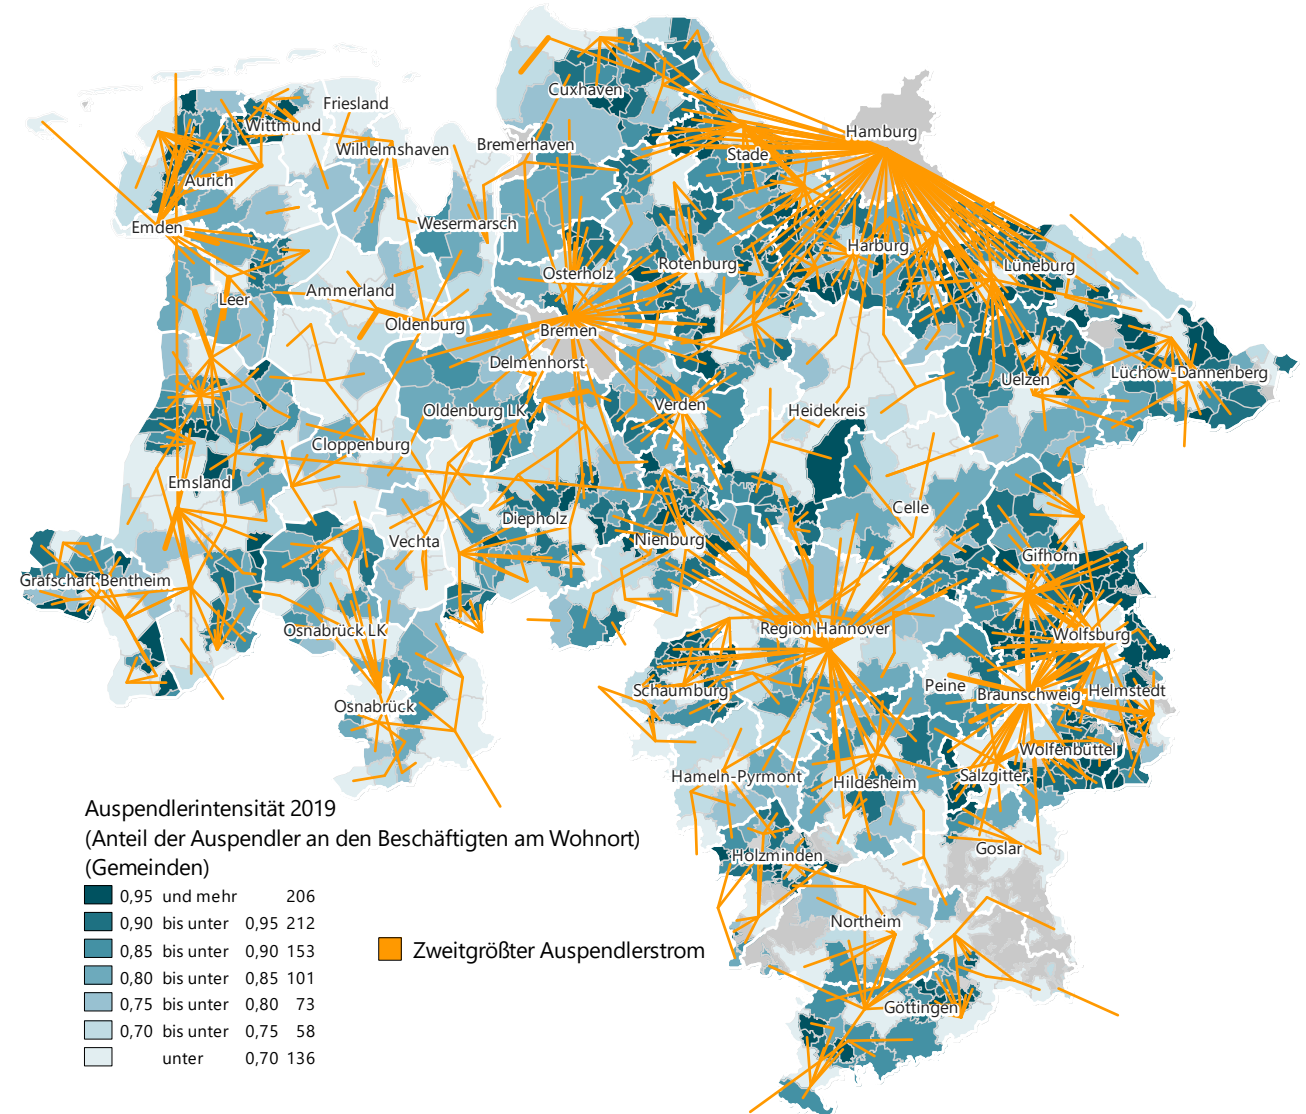 Friesland
Cuxhaven
Wittmund
Hamburg
Wilhelmshaven
Bremerhaven
Stade
Aurich
Wesermarsch
Emden
Harburg
Rotenburg
Lüneburg
Osterholz
Ammerland
Leer
Oldenburg
Bremen
Delmenhorst
Lüchow-Dannenberg
Uelzen
Verden
Oldenburg LK
Heidekreis
Cloppenburg
Emsland
Celle
Diepholz
Vechta
Nienburg
Gifhorn
Grafschaft Bentheim
Osnabrück LK
Region Hannover
Wolfsburg
Peine
Schaumburg
Braunschweig
Helmstedt
Osnabrück
Wolfenbüttel
Hameln-Pyrmont
Salzgitter
Hildesheim
Goslar
Holzminden
Northeim
Göttingen
Auspendlerintensität 2019
(Anteil der Auspendler an den Beschäftigten am Wohnort)
(Gemeinden)
0,95 und mehr 206
0,90 bis unter 0,95 212
0,85 bis unter 0,90 153
0,80 bis unter 0,85 101
0,75 bis unter 0,80 73
0,70 bis unter 0,75 58
unter 0,70 136
Zweitgrößter Auspendlerstrom